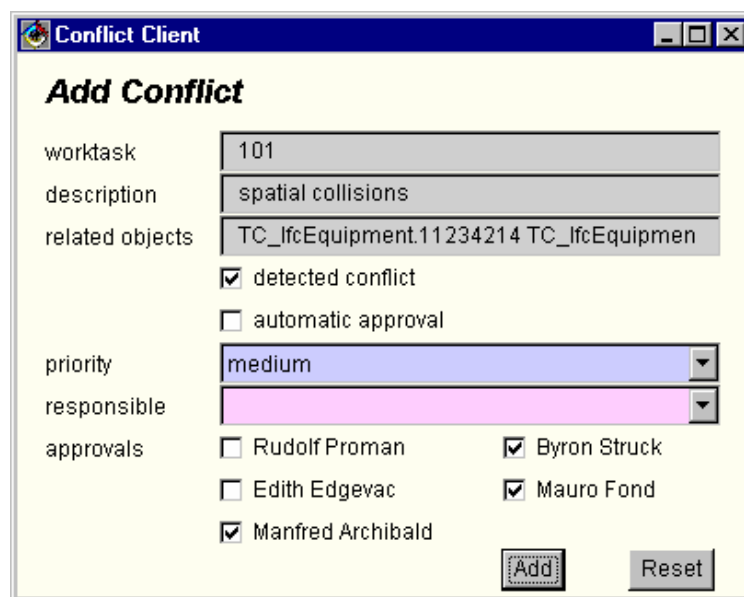 Conflict Client
Add Conflict
worktask 101
description spatial collisions
related objects TC_IfcEquipment.11234214 TC_IfcEquipmen
detected conflict
automatic approval
priority medium
responsible
approvals Rudolf Proman Byron Struck
Edith Edgevac Mauro Fond
Manfred Archibald
Add Reset